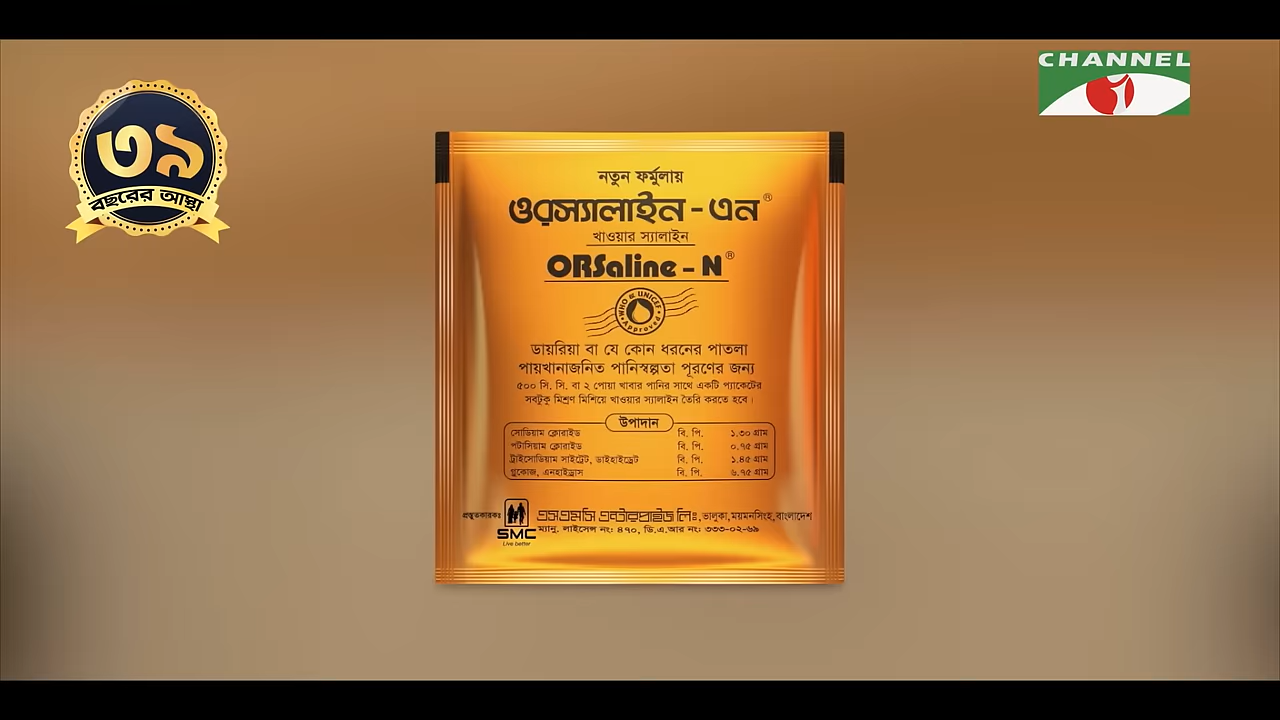 ৩৯
বছরের আস্থা
CHANNEL
i
নতুন ফর্মুলায়
ওরস্যালাইন - এন®
খাওয়ার স্যালাইন
ORSaline - N®
WHO & UNICEF
Approved
ডায়রিয়া বা যে কোন ধরনের পাতলা
পায়খানাজনিত পানিস্বল্পতা পূরণের জন্য
৫০০ সি. সি. বা ২ পোয়া খাবার পানির সাথে একটি প্যাকেটের
সবটুকু মিশ্রণ মিশিয়ে খাওয়ার স্যালাইন তৈরি করতে হবে।
উপাদান
সোডিয়াম ক্লোরাইড বি. পি. ১.৩০ গ্রাম
পটাসিয়াম ক্লোরাইড বি. পি. ০.৭৫ গ্রাম
ট্রাইসোডিয়াম সাইট্রেট, ডাইহাইড্রেট বি. পি. ১.৪৫ গ্রাম
গ্লুকোজ, এনহাইড্রাস বি. পি. ৬.৭৫ গ্রাম
প্রস্তুতকারকঃ এসএমসি এন্টারপ্রাইজ লিঃ, ভালুকা, ময়মনসিংহ, বাংলাদেশ
SMC ম্যানু. লাইসেন্স নং: ৪৭০, ডি.এ.আর নং: ৩৩৩-০২-৬৯
Live better